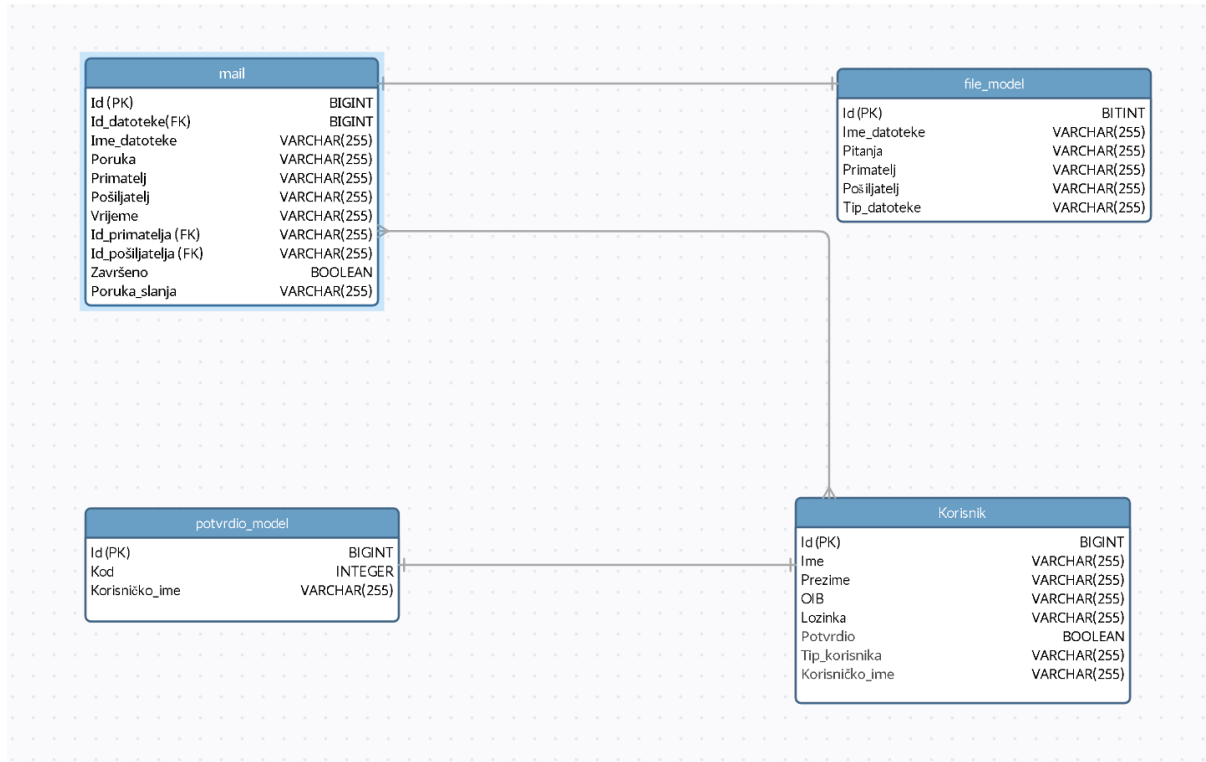 mail
Id (PK) BIGINT
Id_datoteke(FK) BIGINT
Ime_datoteke VARCHAR(255)
Poruka VARCHAR(255)
Primatelj VARCHAR(255)
Pošiljatelj VARCHAR(255)
Vrijeme VARCHAR(255)
Id_primatelja (FK) VARCHAR(255)
Id_pošiljatelja (FK) VARCHAR(255)
Završeno BOOLEAN
Poruka_slanja VARCHAR(255)
file_model
Id (PK) BITINT
Ime_datoteke VARCHAR(255)
Pitanja VARCHAR(255)
Primatelj VARCHAR(255)
Pošiljatelj VARCHAR(255)
Tip_datoteke VARCHAR(255)
potvrdio_model
Id (PK) BIGINT
Kod INTEGER
Korisničko_ime VARCHAR(255)
Korisnik
Id (PK) BIGINT
Ime VARCHAR(255)
Prezime VARCHAR(255)
OIB VARCHAR(255)
Lozinka VARCHAR(255)
Potvrdio BOOLEAN
Tip_korisnika VARCHAR(255)
Korisničko_ime VARCHAR(255)